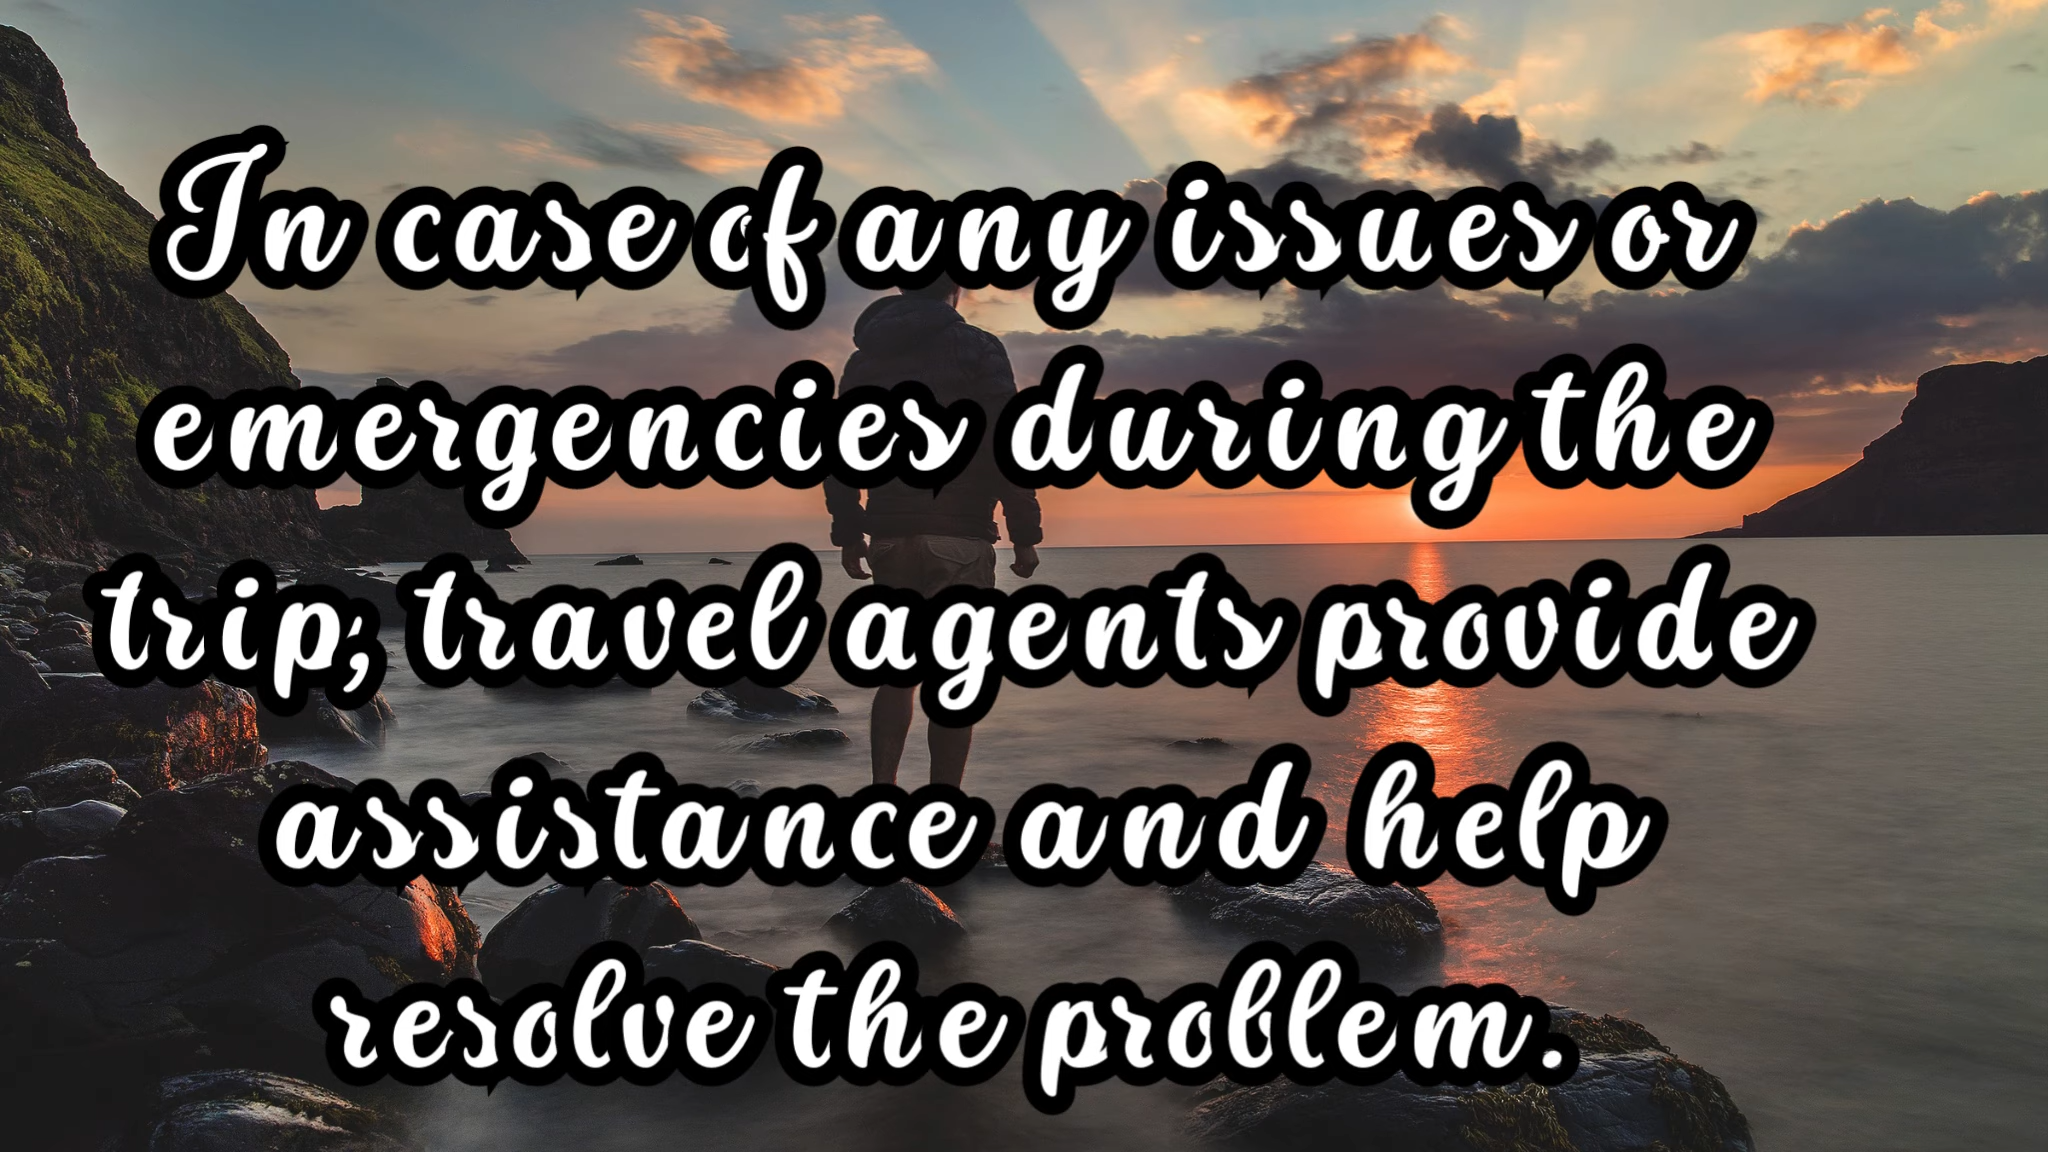 In case of any issues or
emergencies during the
trip, travel agents provide
assistance and help
resolve the problem.